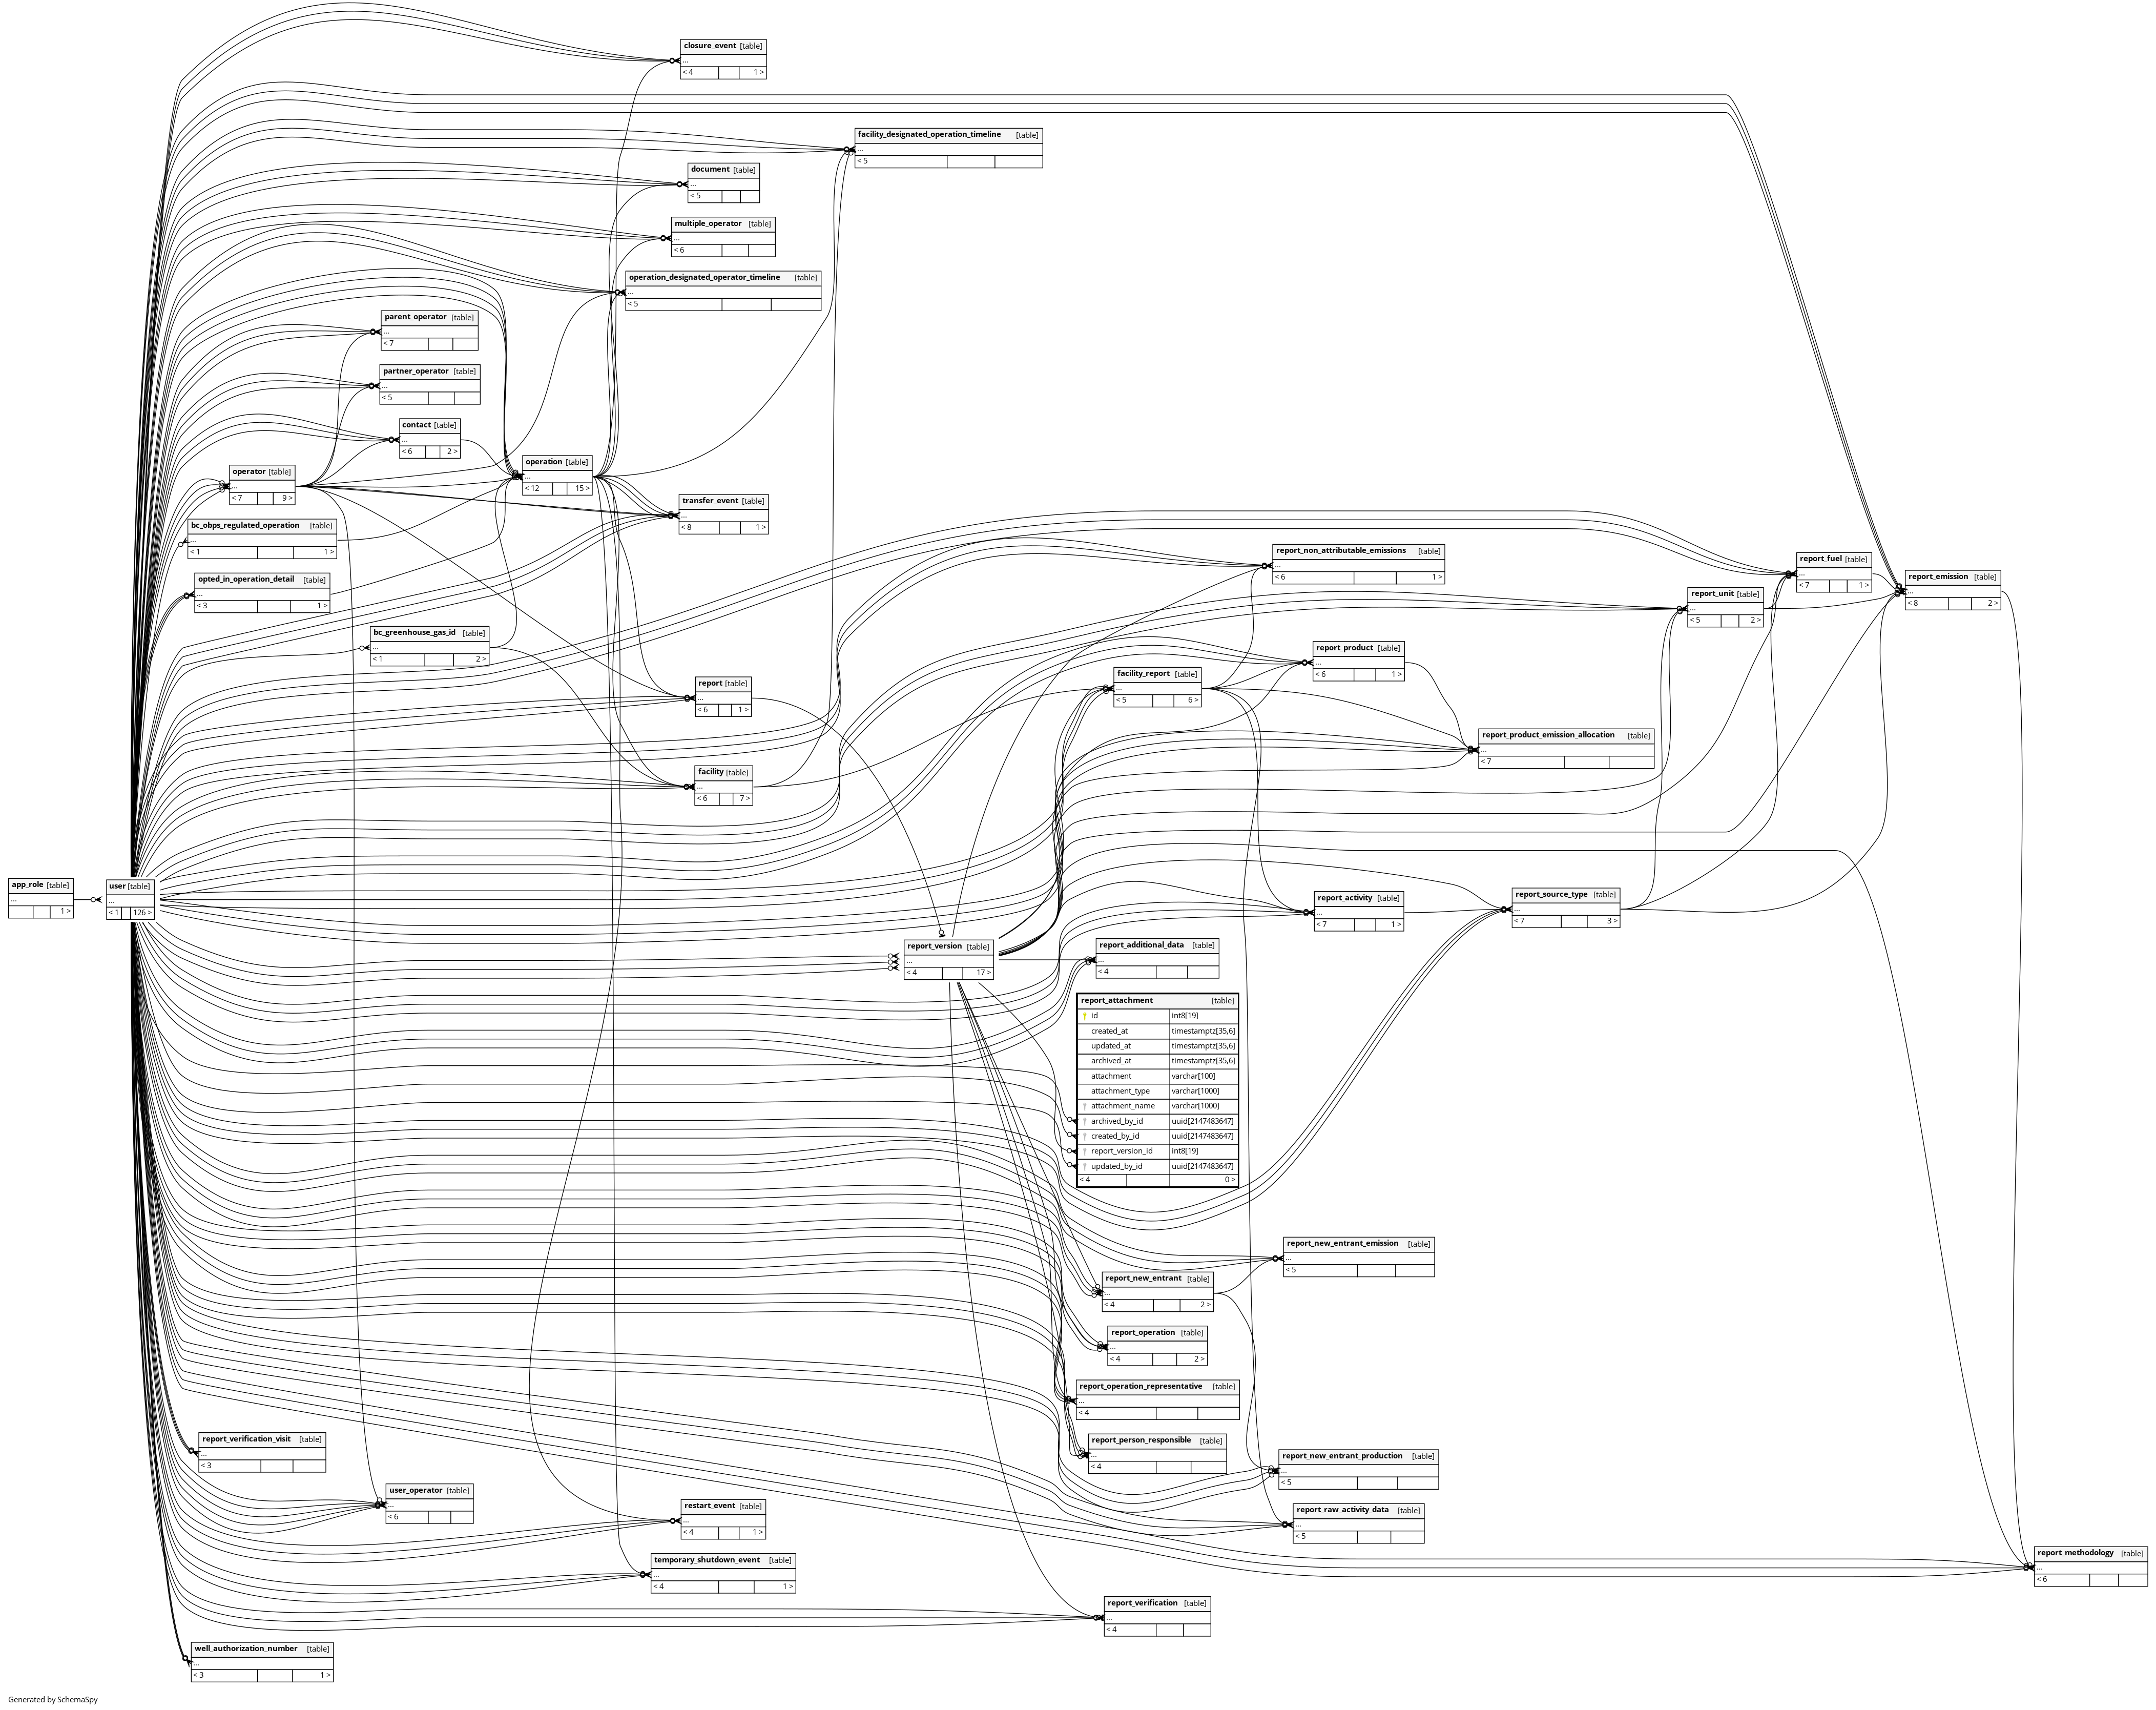 closure_event [table]
...
< 4 1 >
facility_designated_operation_timeline [table]
...
< 5
document [table]
...
< 5
multiple_operator [table]
...
< 6
operation_designated_operator_timeline [table]
...
< 5
parent_operator [table]
...
< 7
partner_operator [table]
...
< 5
contact [table]
...
< 6 2 >
operation [table]
...
< 12 15 >
operator [table]
...
< 7 9 >
transfer_event [table]
...
< 8 1 >
bc_obps_regulated_operation [table]
...
< 1 1 >
report_non_attributable_emissions [table]
...
< 6 1 >
report_fuel [table]
...
< 7 1 >
report_emission [table]
...
< 8 2 >
opted_in_operation_detail [table]
...
< 3 1 >
report_unit [table]
...
< 5 2 >
bc_greenhouse_gas_id [table]
...
< 1 2 >
report_product [table]
...
< 6 1 >
facility_report [table]
...
< 5 6 >
report [table]
...
< 6 1 >
report_product_emission_allocation [table]
...
< 7
facility [table]
...
< 6 7 >
app_role [table]
...
1 >
user [table]
...
< 1 126 >
report_source_type [table]
...
< 7 3 >
report_activity [table]
...
< 7 1 >
report_version [table]
...
< 4 17 >
report_additional_data [table]
...
< 4
report_attachment [table]
id int8[19]
created_at timestamptz[35,6]
updated_at timestamptz[35,6]
archived_at timestamptz[35,6]
attachment varchar[100]
attachment_type varchar[1000]
attachment_name varchar[1000]
archived_by_id uuid[2147483647]
created_by_id uuid[2147483647]
report_version_id int8[19]
updated_by_id uuid[2147483647]
< 4 0 >
report_new_entrant_emission [table]
...
< 5
report_new_entrant [table]
...
< 4 2 >
report_operation [table]
...
< 4 2 >
report_operation_representative [table]
...
< 4
report_verification_visit [table]
...
< 3
report_person_responsible [table]
...
< 4
report_new_entrant_production [table]
...
< 5
user_operator [table]
...
< 6
restart_event [table]
...
< 4 1 >
report_raw_activity_data [table]
...
< 5
temporary_shutdown_event [table]
...
< 4 1 >
report_methodology [table]
...
< 6
report_verification [table]
...
< 4
well_authorization_number [table]
...
< 3 1 >
Generated by SchemaSpy